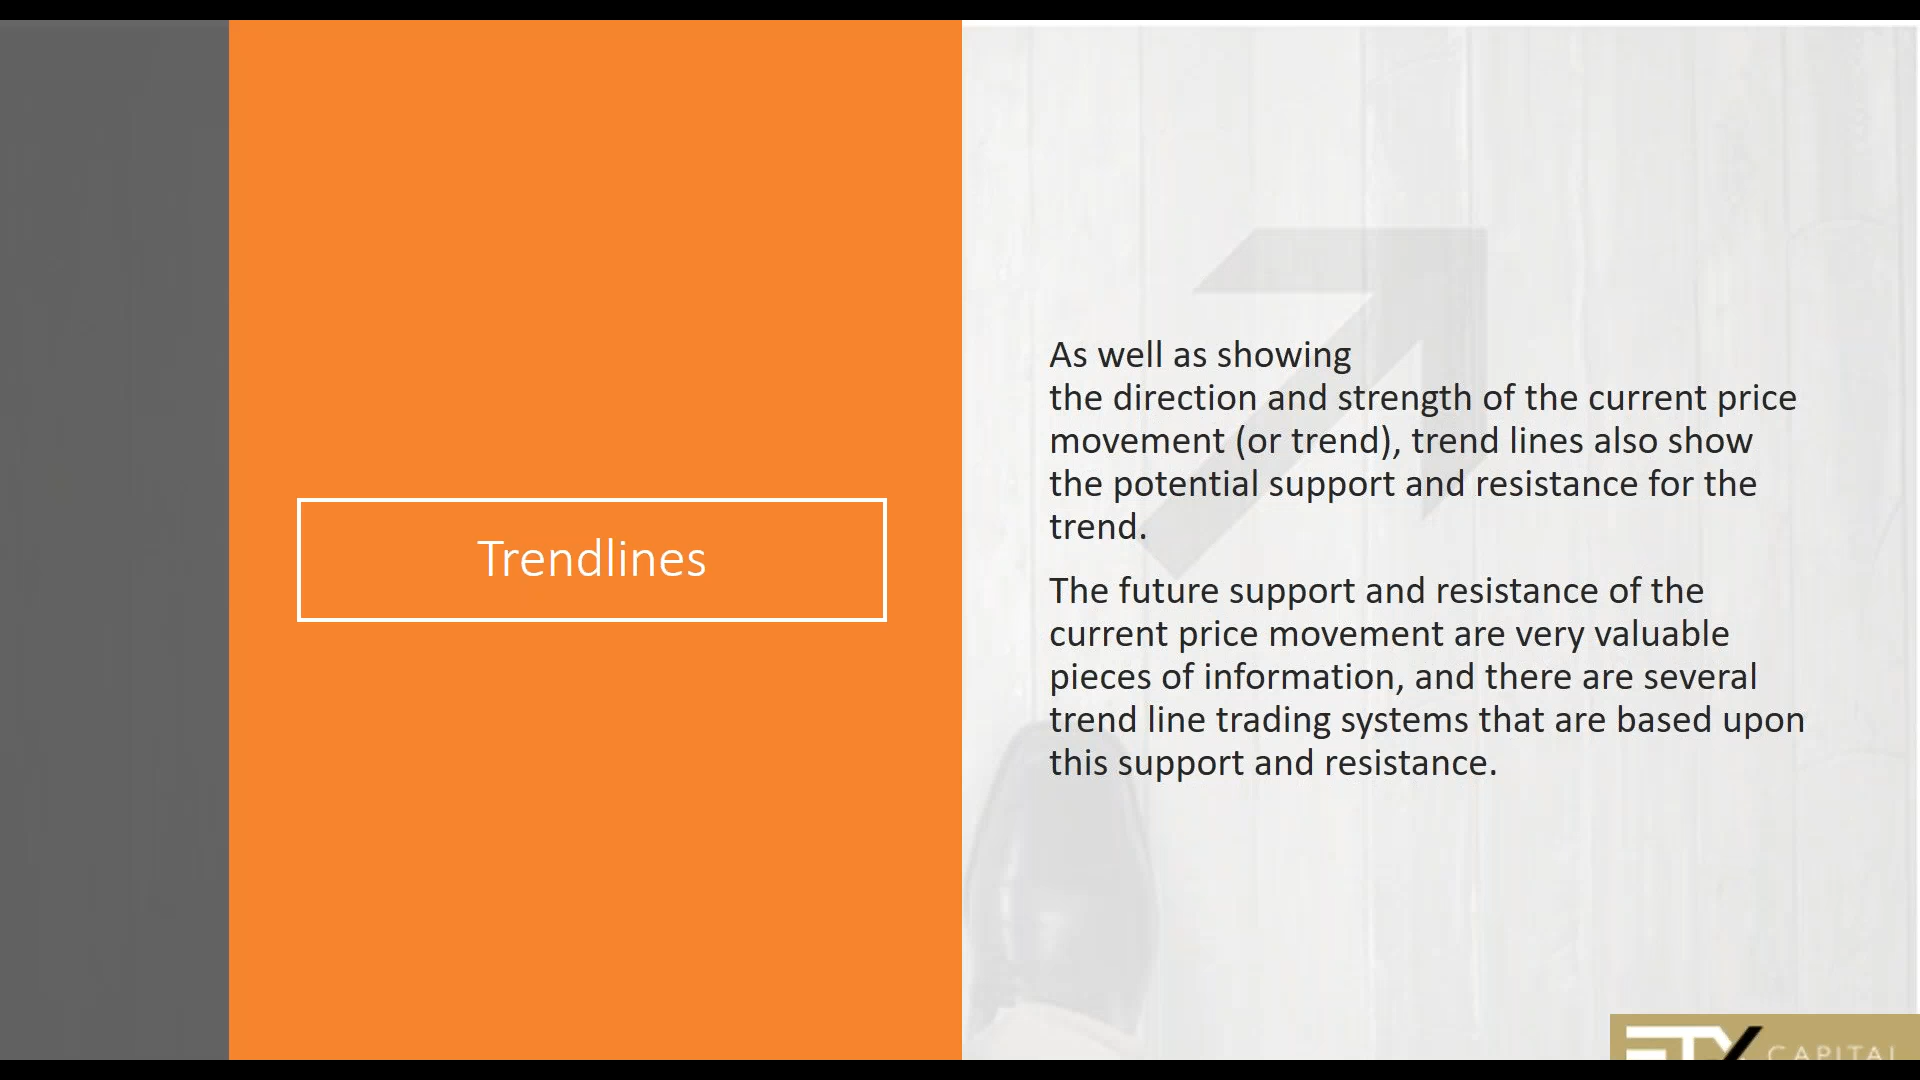 Trendlines
As well as showing
the direction and strength of the current price
movement (or trend), trend lines also show
the potential support and resistance for the
trend.
The future support and resistance of the
current price movement are very valuable
pieces of information, and there are several
trend line trading systems that are based upon
this support and resistance.
ETX CAPITAL